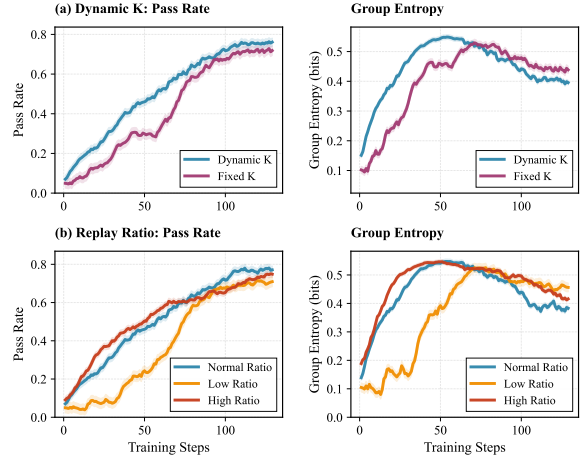 (a) Dynamic K: Pass Rate
Pass Rate
0.8
0.6
0.4
0.2
0.0
0
50
100
Dynamic K
Fixed K
Group Entropy
Group Entropy (bits)
0.5
0.4
0.3
0.2
0.1
0
50
100
Dynamic K
Fixed K
(b) Replay Ratio: Pass Rate
Pass Rate
0.8
0.6
0.4
0.2
0.0
0
50
100
Training Steps
Normal Ratio
Low Ratio
High Ratio
Group Entropy
Group Entropy (bits)
0.5
0.4
0.3
0.2
0.1
0.0
0
50
100
Training Steps
Normal Ratio
Low Ratio
High Ratio